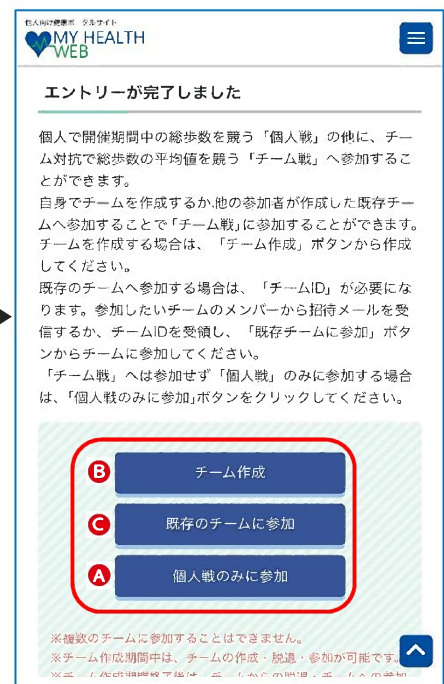 個人向け健康ポータルサイト
MY HEALTH
WEB
エントリーが完了しました
個人で開催期間中の総歩数を競う「個人戦」の他に、チー
ム対抗で総歩数の平均値を競う「チーム戦」へ参加するこ
とができます。
自身でチームを作成するか、他の参加者が作成した既存チー
ムへ参加することで「チーム戦」に参加することができます。
チームを作成する場合は、「チーム作成」ボタンから作成
してください。
既存のチームへ参加する場合は、「チームID」が必要にな
ります。参加したいチームのメンバーから招待メールを受
信するか、チームIDを受領し、「既存チームに参加」ボタ
ンからチームに参加してください。
「チーム戦」へは参加せず「個人戦」のみに参加する場合
は、「個人戦のみに参加」ボタンをクリックしてください。
B チーム作成
C 既存のチームに参加
A 個人戦のみに参加
※複数のチームに参加することはできません。
※チーム作成期間中は、チームの作成・脱退・参加が可能です。